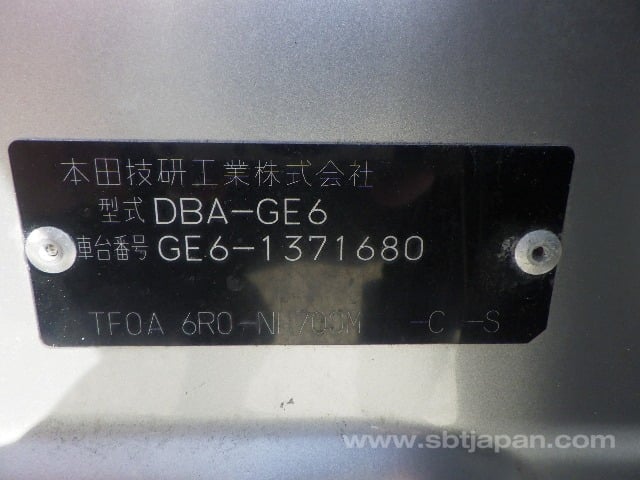 本田技研工業株式会社
型式 DBA-GE6
車台番号 GE6-1371680
TF0A 6R0-NH700M -C -S
www.sbtjapan.com